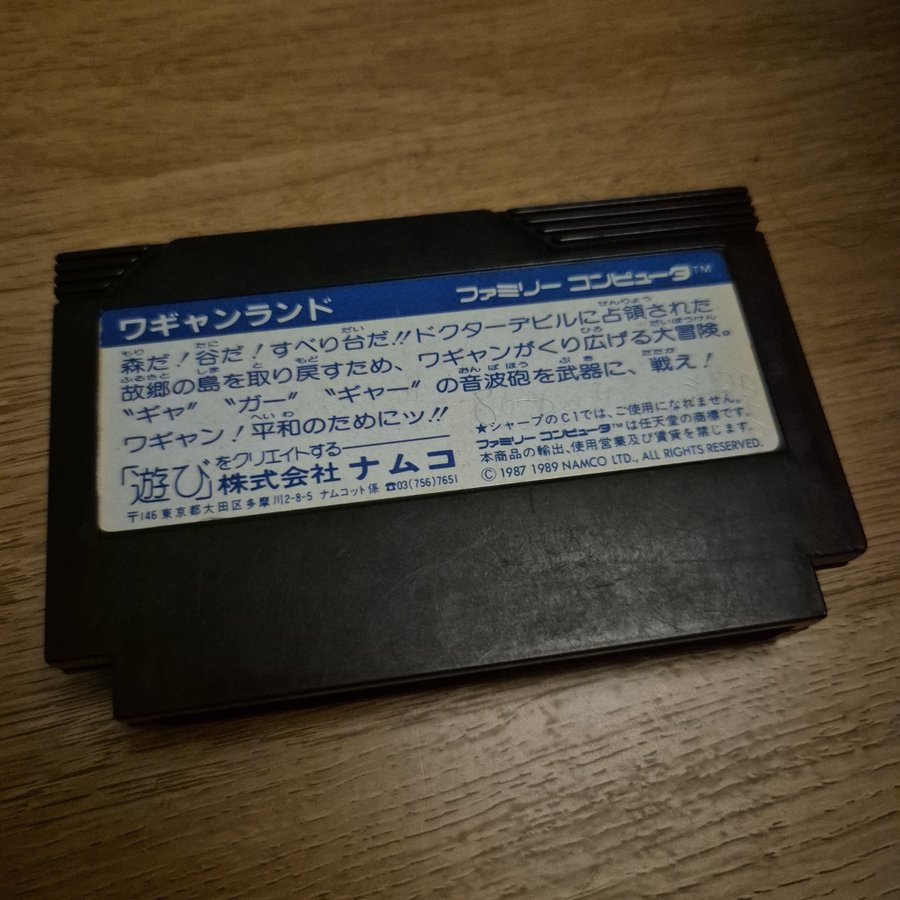 ワギャンランド
ファミリー コンピュータ™
森だ!谷だ!すべり台だ!!ドクターデビルに占領された
故郷の島を取り戻すため、ワギャンがくり広げる大冒険。
"ギャ" "ガー" "ギャー"の音波砲を武器に、戦え!
ワギャン!平和のためにッ!!
★シャープのC1では、ご使用になれません。
ファミリー コンピュータ™は任天堂の商標です。
本商品の輸出、使用営業及び賃貸を禁じます。
©1987 1989 NAMCO LTD., ALL RIGHTS RESERVED.
「遊び」をクリエイトする
株式会社 ナムコ
〒146 東京都大田区多摩川2-8-5 ナムコット係 ☎03(756)7651